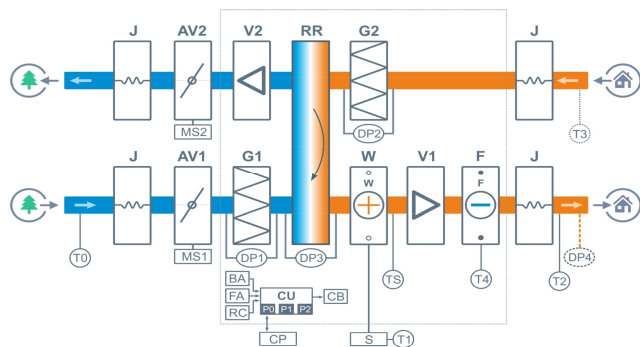 J AV2 V2 RR G2 J
MS2 DP2 T3
J AV1 G1 W V1 F J
W F
T0 MS1 DP1 DP3 TS T4 T2 DP4
BA
FA CU CB
RC P0 P1 P2
CP S T1